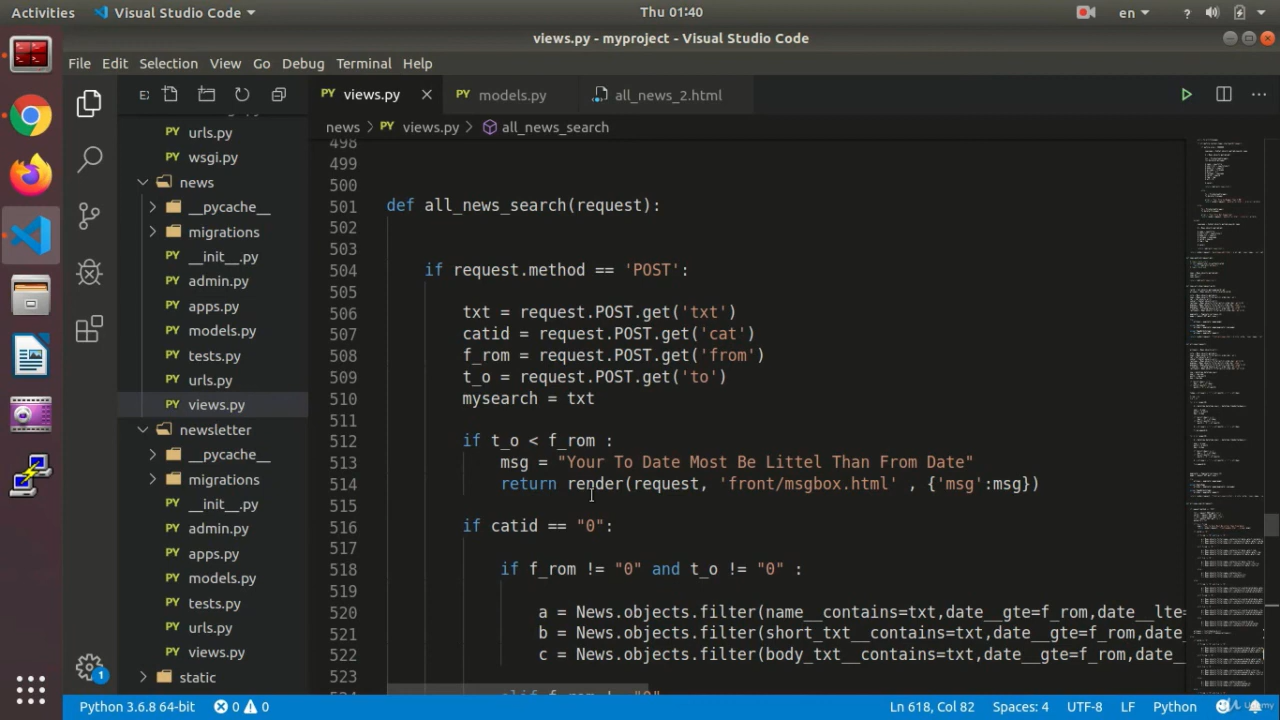 Activities Visual Studio Code Thu 01:40 en
views.py - myproject - Visual Studio Code
File Edit Selection View Go Debug Terminal Help
views.py models.py all_news_2.html
news > views.py > all_news_search
urls.py
wsgi.py
news
__pycache__
migrations
__init__.py
admin.py
apps.py
models.py
tests.py
urls.py
views.py
newsletter
__pycache__
migrations
__init__.py
admin.py
apps.py
models.py
tests.py
urls.py
views.py
static
498
499
500
501 def all_news_search(request):
502
503
504 if request.method == 'POST':
505
506 txt = request.POST.get('txt')
507 catid = request.POST.get('cat')
508 f_rom = request.POST.get('from')
509 t_o = request.POST.get('to')
510 mysearch = txt
511
512 if t_o < f_rom :
513 msg = "Your To Date Most Be Littel Than From Date"
514 return render(request, 'front/msgbox.html' , {'msg':msg})
515
516 if catid == "0":
517
518 if f_rom != "0" and t_o != "0" :
519
520 a = News.objects.filter(name__contains=txt,date__gte=f_rom,date__lte=
521 b = News.objects.filter(short_txt__contains=txt,date__gte=f_rom,date_
522 c = News.objects.filter(body_txt__contains=txt,date__gte=f_rom,date__
523
1
Python 3.6.8 64-bit 0 0 Ln 618, Col 82 Spaces: 4 UTF-8 LF Python
Udemy